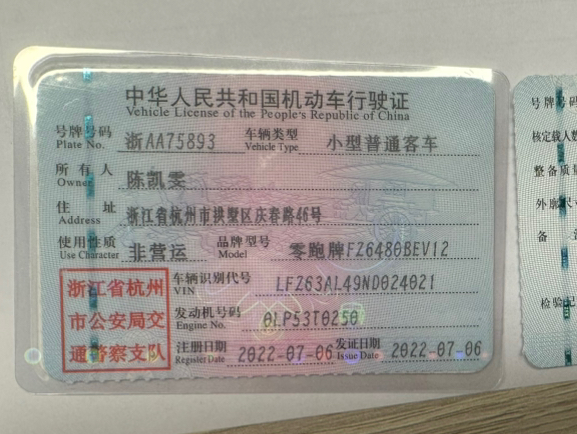 中华人民共和国机动车行驶证
Vehicle License of the People's Republic of China
号牌号码 浙AA75893 车辆类型 小型普通客车
Plate No. Vehicle Type
所有人 陈凯雯
Owner
住址 浙江省杭州市拱墅区庆春路46号
Address
使用性质 非营运 品牌型号 零跑牌FZ6480BEV12
Use Character Model
浙江省杭州
市公安局交
通警察支队
车辆识别代号 LFZ63AL49ND024021
VIN
发动机号码 0LP53T0250
Engine No.
注册日期 2022-07-06 发证日期 2022-07-06
Register Date Issue Date
号牌
核定载人数
整备质量
外廓尺寸
备
检验记